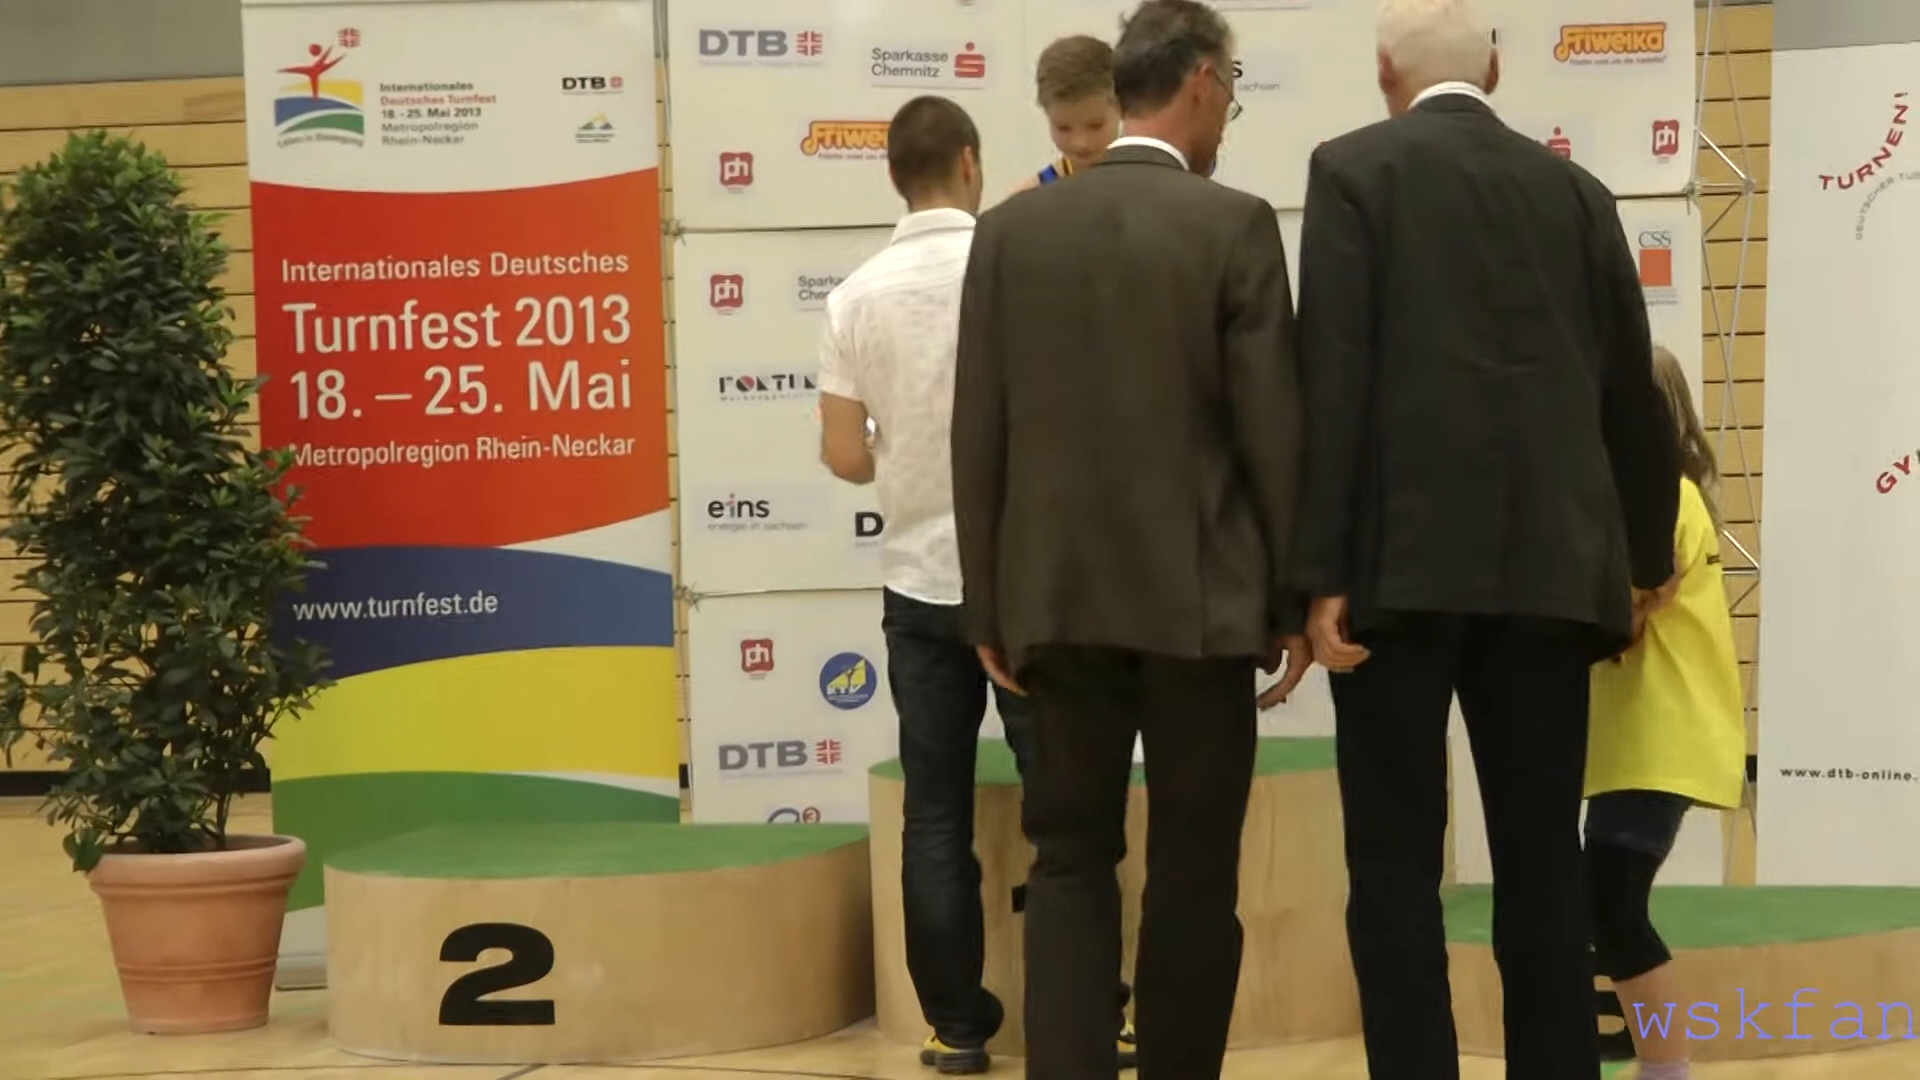 Internationales
Deutsches Turnfest
18. - 25. Mai 2013
Metropolregion
Rhein-Neckar
DTB
Internationales Deutsches
Turnfest 2013
18. – 25. Mai
Metropolregion Rhein-Neckar
www.turnfest.de
DTB
Sparkasse
Chemnitz
Friweika
ph
ph
ph
eins
energie in sachsen
ph
KTV
DTB
CSS
TURNEN!
www.dtb-online.
2
wskfan